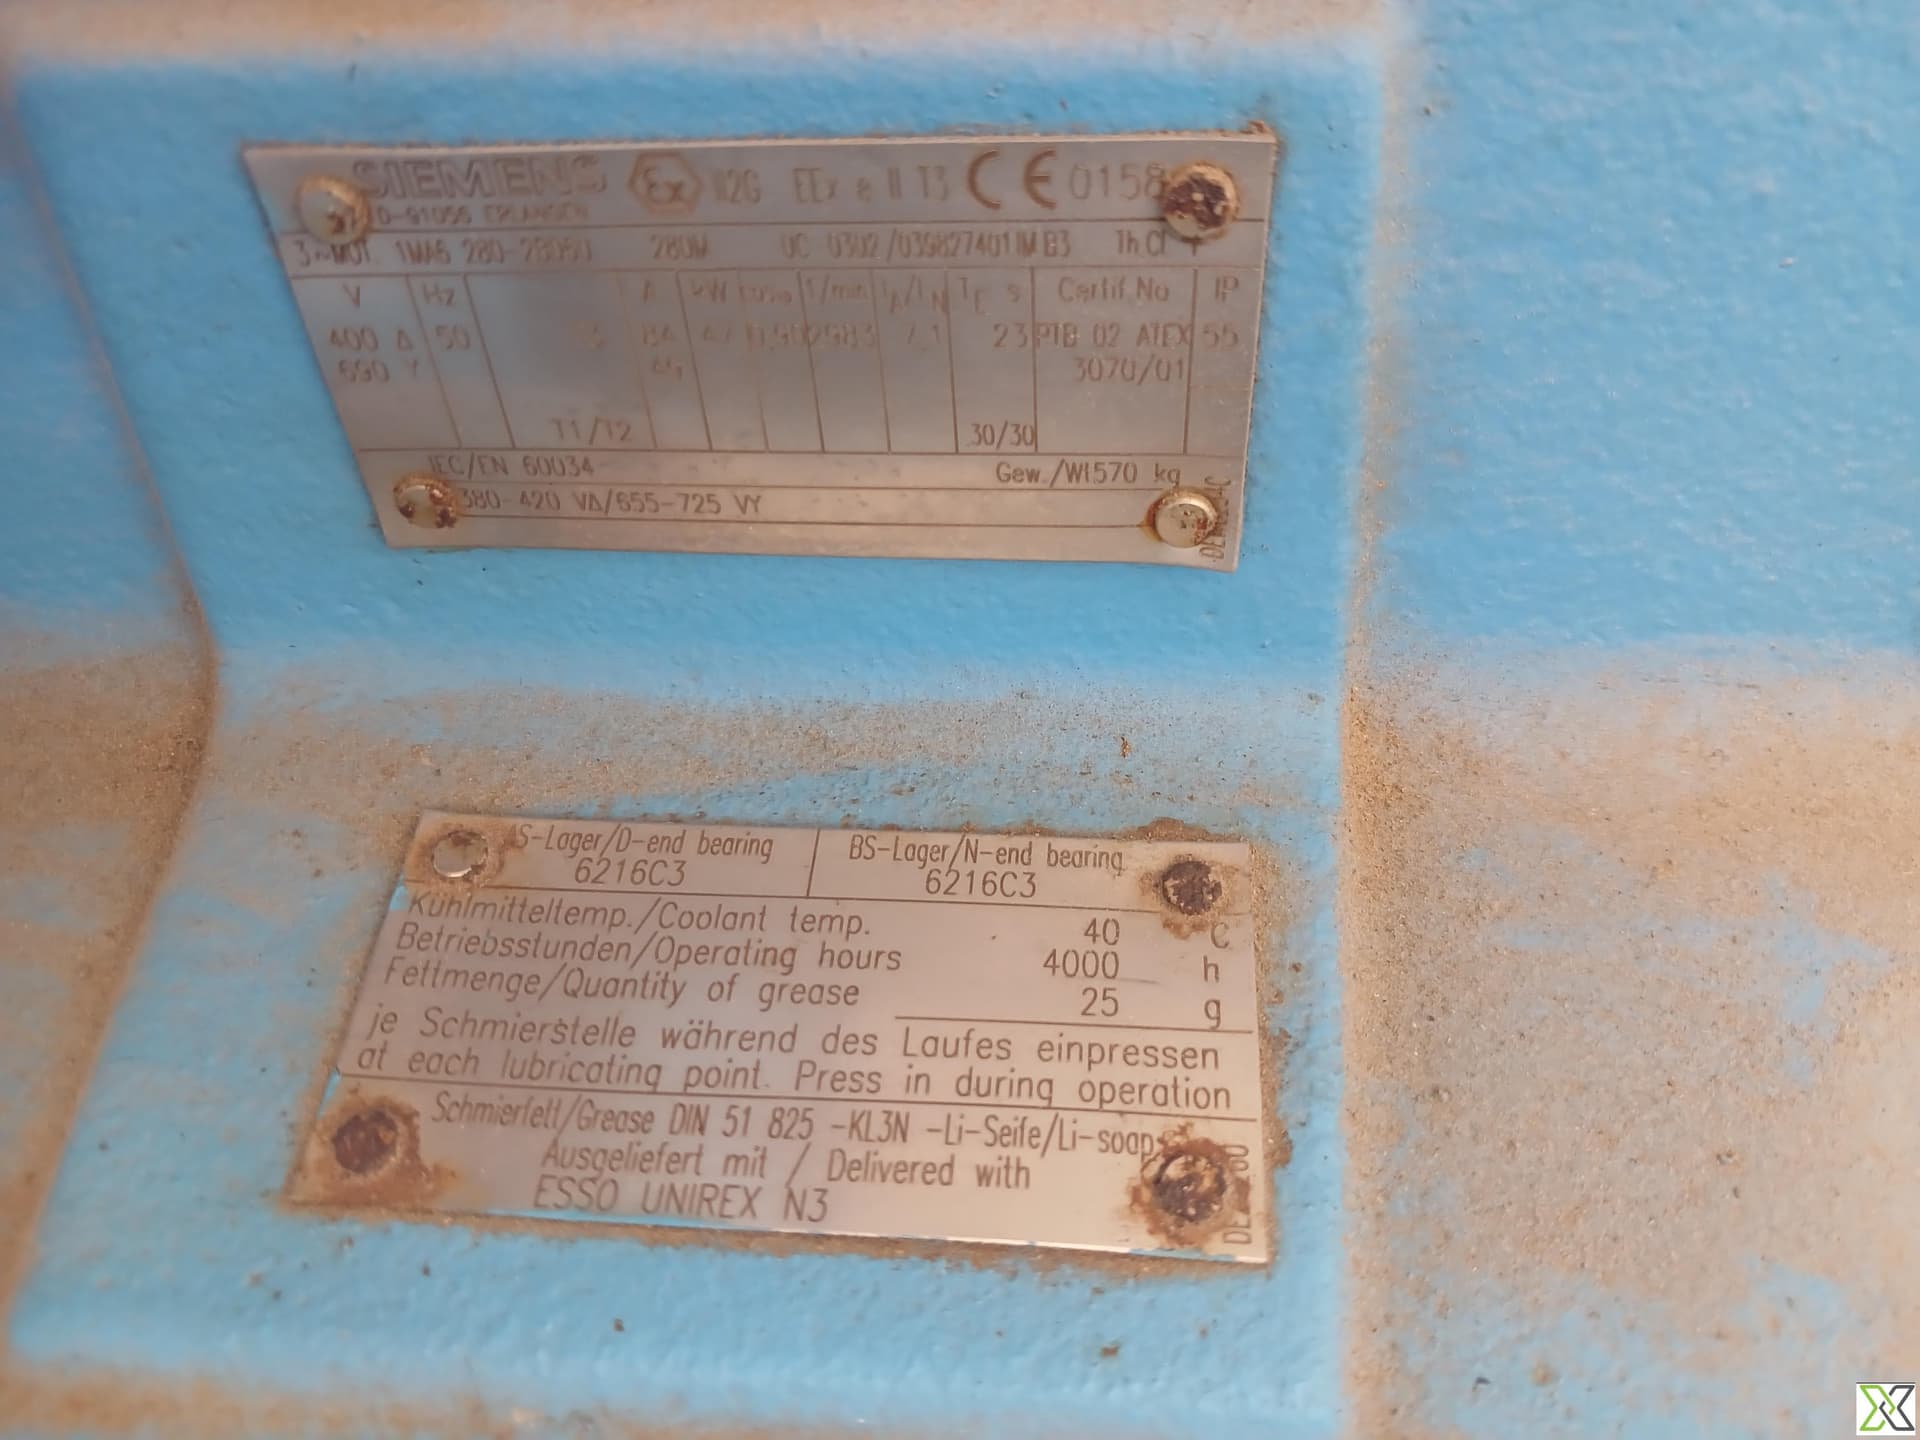 SIEMENS Ex II2G EEx e II T3 CE 0158
D-91056 ERLANGEN
3~MOT. 1MA6 280- 280M UC 0302/039827401 IM B3 Th.Cl. F
V Hz A kW cosφ 1/min IA/IN TE s Certif.No IP
400 Δ 50 T3 84 47 0,90 2983 7,1 23 PTB 02 ATEX 55
690 Y 3070/01
T1/T2 30/30
IEC/EN 60034 Gew./Wt.570 kg
380-420 VΔ/655-725 VY
AS-Lager/D-end bearing BS-Lager/N-end bearing
6216C3 6216C3
Kühlmitteltemp./Coolant temp. 40 C
Betriebsstunden/Operating hours 4000 h
Fettmenge/Quantity of grease 25 g
je Schmierstelle während des Laufes einpressen
at each lubricating point. Press in during operation
Schmierfett/Grease DIN 51 825 -KL3N -Li-Seife/Li-soap
Ausgeliefert mit / Delivered with
ESSO UNIREX N3